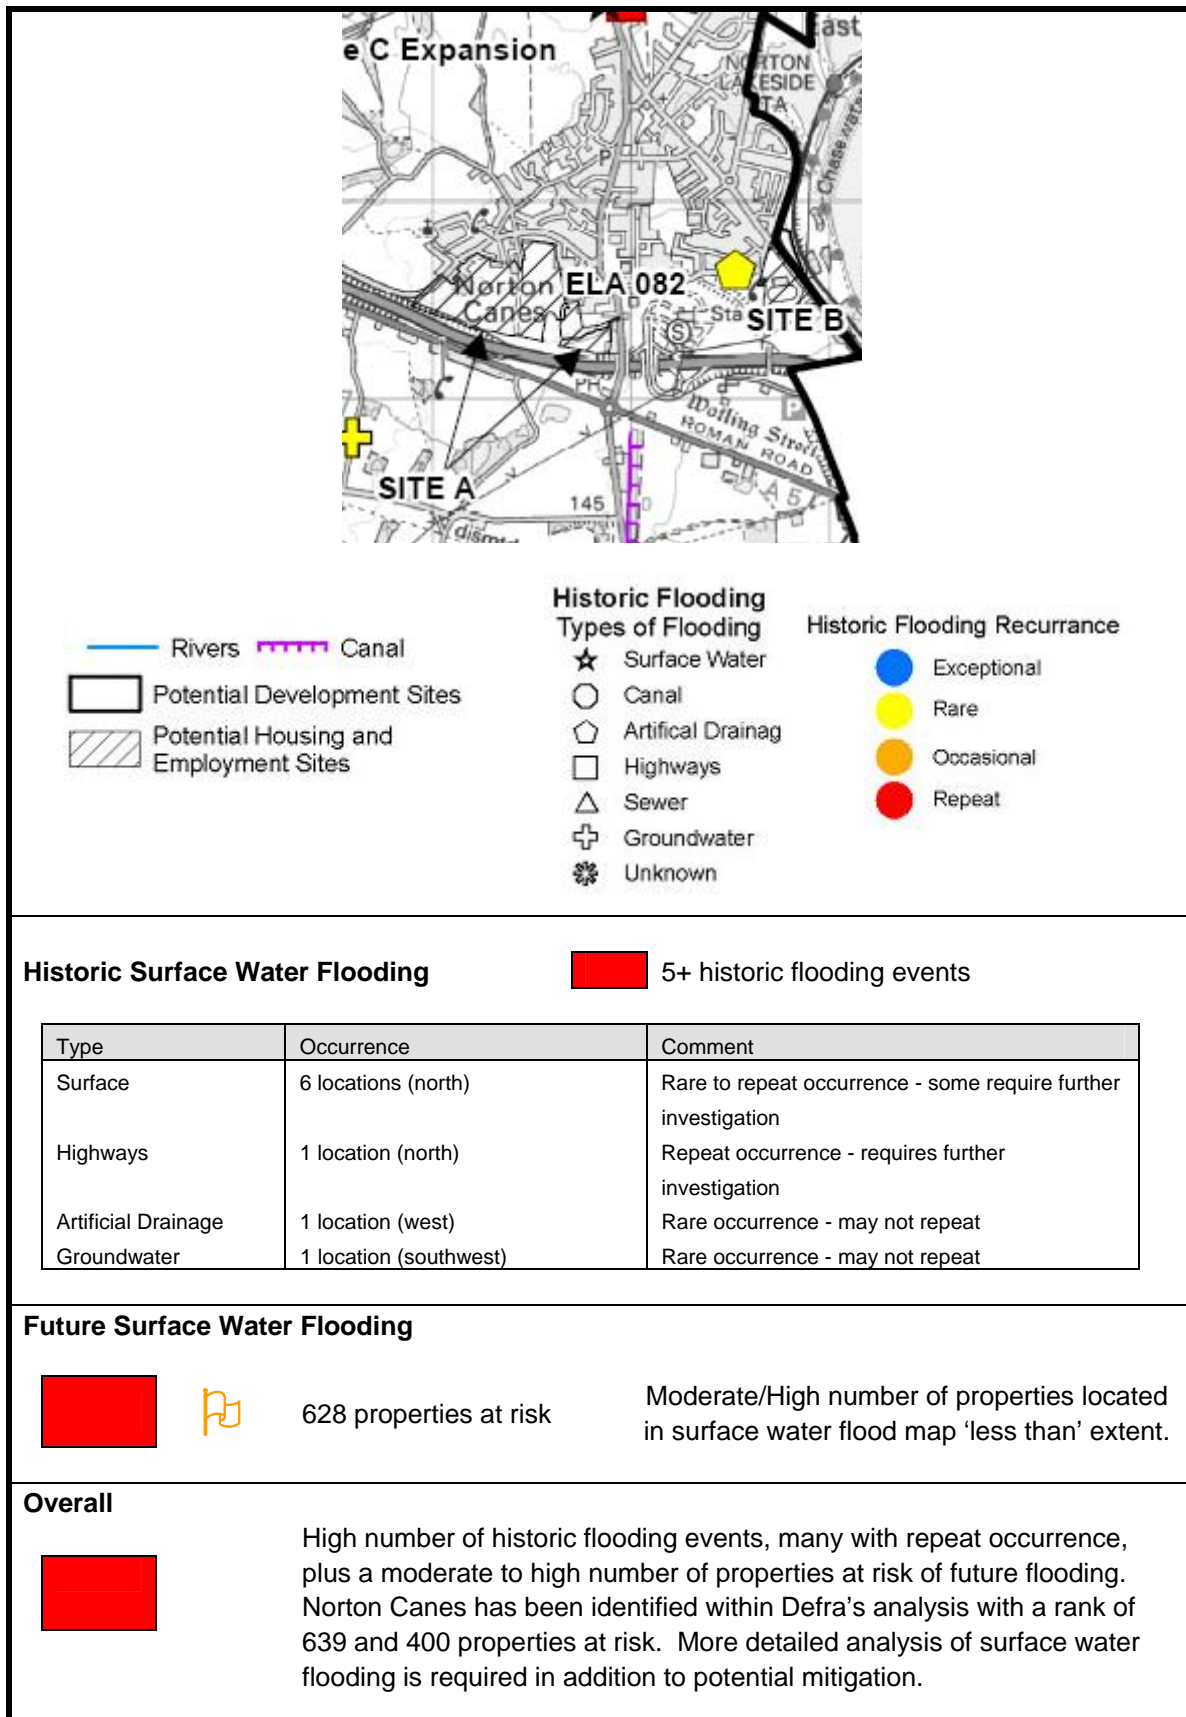 e C Expansion
East
NORTON
LAKESIDE
STA
Chasewater
P
Norton
Canes
ELA 082
Sta
SITE B
S
PH
P
Watling Street
ROMAN ROAD
A 5
SITE A
145
0
dismtd
Rivers
Canal
Potential Development Sites
Potential Housing and
Employment Sites
Historic Flooding
Types of Flooding
Surface Water
Canal
Artifical Drainag
Highways
Sewer
Groundwater
Unknown
Historic Flooding Recurrance
Exceptional
Rare
Occasional
Repeat
Historic Surface Water Flooding
5+ historic flooding events
Type Occurrence Comment
Surface 6 locations (north) Rare to repeat occurrence - some require further
investigation
Highways 1 location (north) Repeat occurrence - requires further
investigation
Artificial Drainage 1 location (west) Rare occurrence - may not repeat
Groundwater 1 location (southwest) Rare occurrence - may not repeat
Future Surface Water Flooding
628 properties at risk
Moderate/High number of properties located
in surface water flood map ‘less than’ extent.
Overall
High number of historic flooding events, many with repeat occurrence,
plus a moderate to high number of properties at risk of future flooding.
Norton Canes has been identified within Defra’s analysis with a rank of
639 and 400 properties at risk.  More detailed analysis of surface water
flooding is required in addition to potential mitigation.